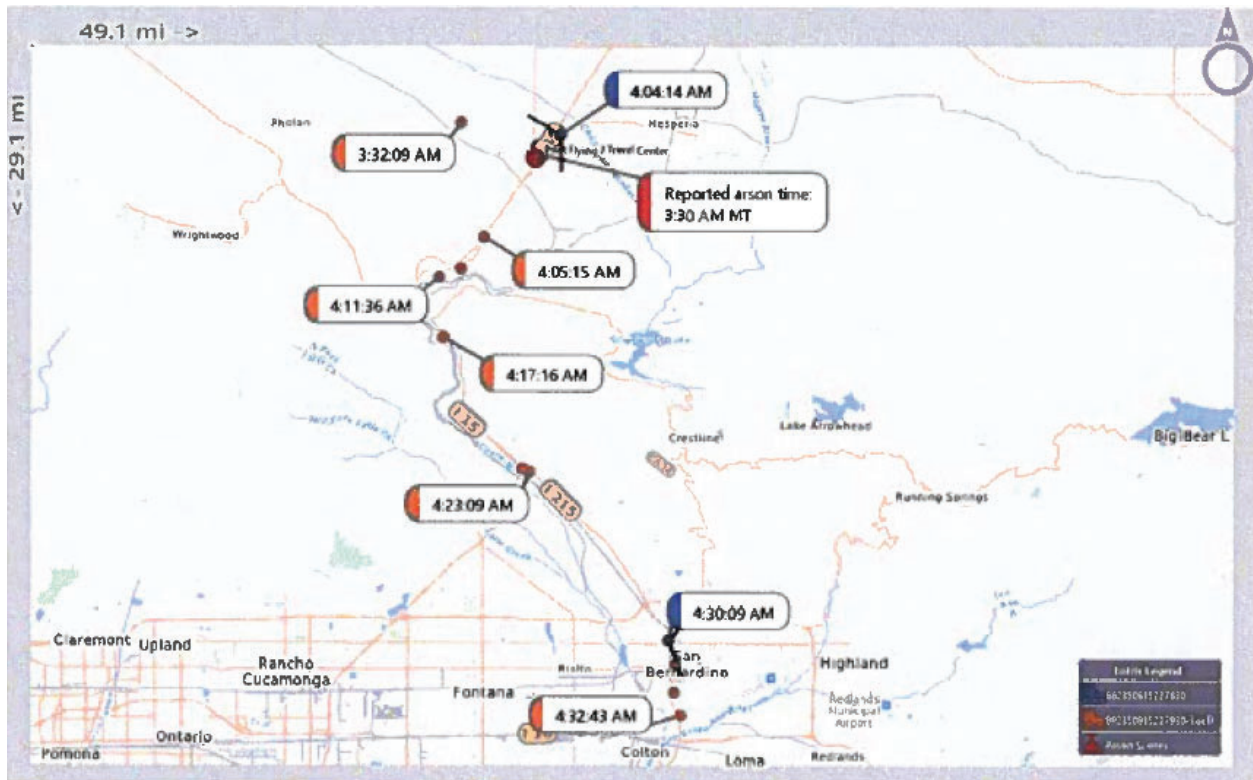 49.1 mi ->
<- 29.1 mi
N
4:04:14 AM
Phelan
Hesperia
3:32:09 AM
Flying J Travel Center
Reported arson time:
3:30 AM MT
Wrightwood
4:05:15 AM
4:11:36 AM
4:17:16 AM
I 15
Lake Arrowhead
Crestline
Big Bear L
Running Springs
4:23:09 AM
I 215
4:30:09 AM
Claremont
Upland
San
Bernardino
Highland
Rancho
Cucamonga
Rialto
Fontana
Redlands
Municipal
Airport
4:32:43 AM
Ontario
Pomona
Colton
Loma
Redlands
Legend
Arson Scenes